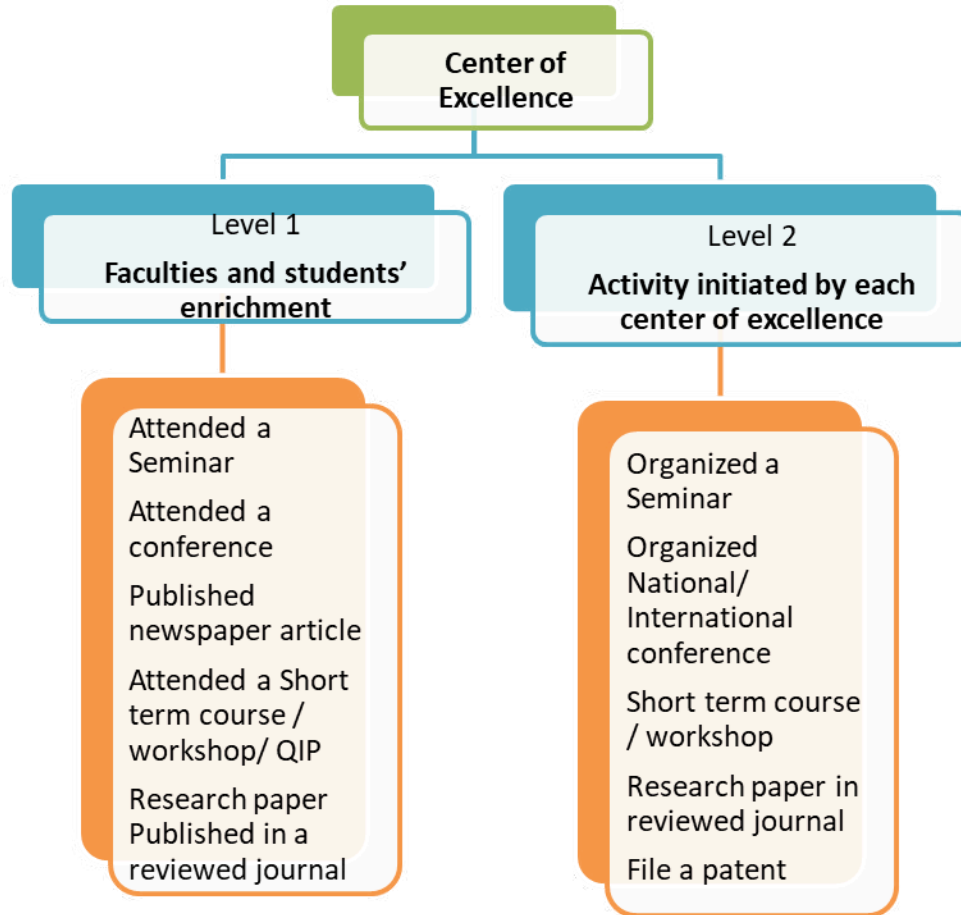 Center of
Excellence
Level 1
Faculties and students’
enrichment
Level 2
Activity initiated by each
center of excellence
Attended a
Seminar
Attended a
conference
Published
newspaper article
Attended a Short
term course /
workshop/ QIP
Research paper
Published in a
reviewed journal
Organized a
Seminar
Organized
National/
International
conference
Short term course
/ workshop
Research paper in
reviewed journal
File a patent